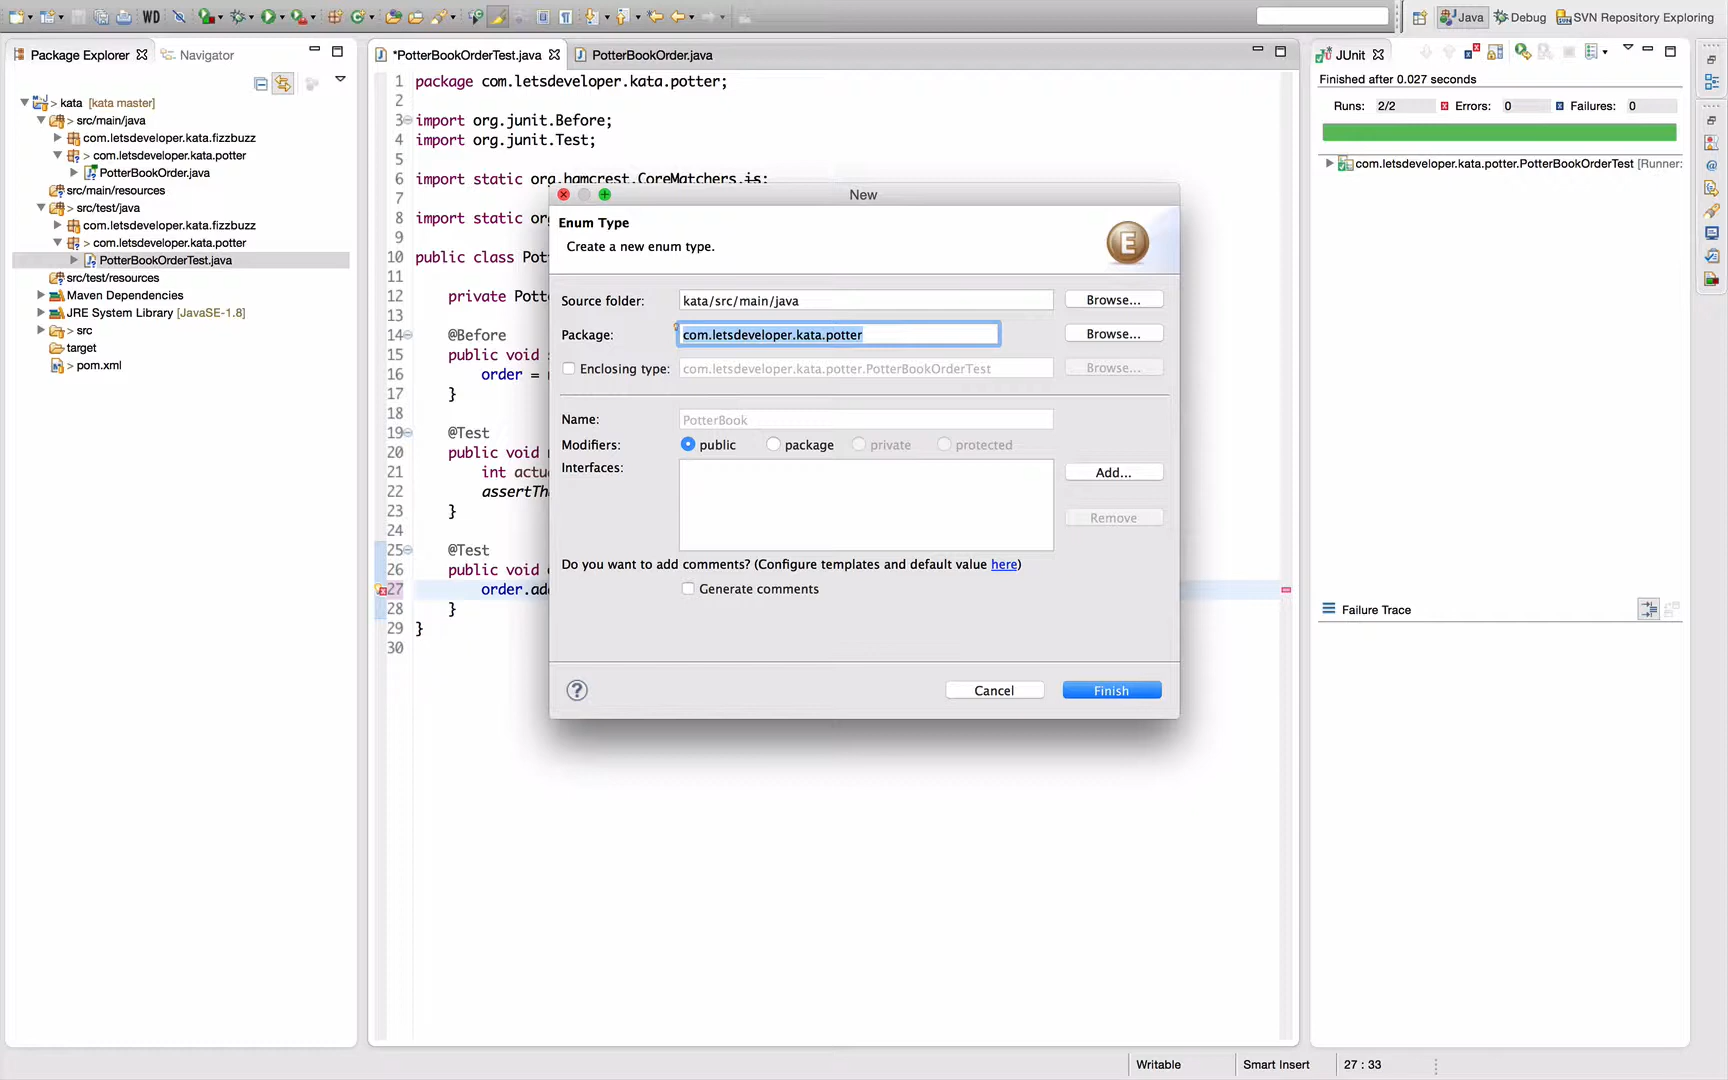 WD
Java
Debug
SVN Repository Exploring
Package Explorer
Navigator
> kata [kata master]
> src/main/java
com.letsdeveloper.kata.fizzbuzz
> com.letsdeveloper.kata.potter
PotterBookOrder.java
src/main/resources
> src/test/java
com.letsdeveloper.kata.fizzbuzz
> com.letsdeveloper.kata.potter
PotterBookOrderTest.java
src/test/resources
Maven Dependencies
JRE System Library [JavaSE-1.8]
> src
target
> pom.xml
*PotterBookOrderTest.java
PotterBookOrder.java
1 package com.letsdeveloper.kata.potter;
2
3 import org.junit.Before;
4 import org.junit.Test;
5
6 import static org.hamcrest.CoreMatchers.is;
7
8 import static or
9
10 public class Pot
11
12 private Pott
13
14 @Before
15 public void s
16 order =
17 }
18
19 @Test
20 public void
21 int actu
22 assertTh
23 }
24
25 @Test
26 public void
27 order.add
28 }
29 }
30
New
Enum Type
Create a new enum type.
E
Source folder: kata/src/main/java Browse...
Package: com.letsdeveloper.kata.potter Browse...
Enclosing type: com.letsdeveloper.kata.potter.PotterBookOrderTest Browse...
Name: PotterBook
Modifiers: public package private protected
Interfaces: Add...
Remove
Do you want to add comments? (Configure templates and default value here)
Generate comments
? Cancel Finish
JUnit
Finished after 0.027 seconds
Runs: 2/2 Errors: 0 Failures: 0
com.letsdeveloper.kata.potter.PotterBookOrderTest [Runner:
Failure Trace
Writable
Smart Insert
27 : 33